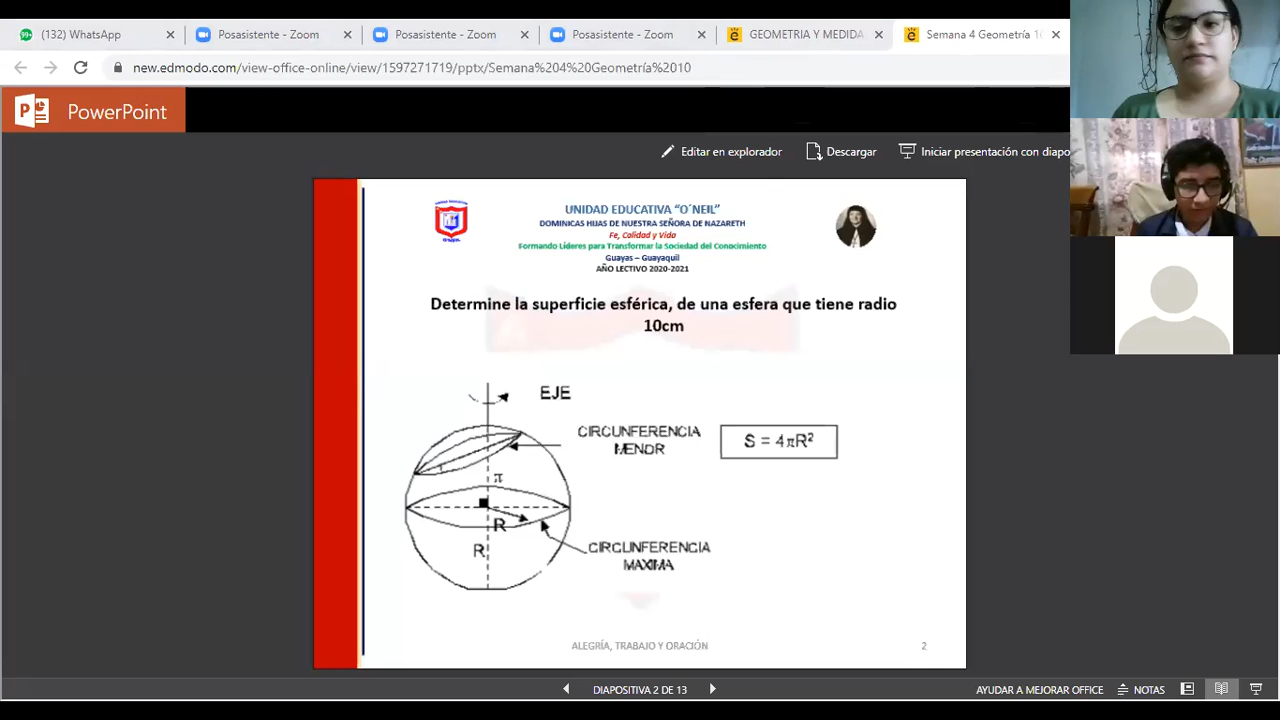 (132) WhatsApp
Posasistente - Zoom
Posasistente - Zoom
Posasistente - Zoom
GEOMETRIA Y MEDIDA
Semana 4 Geometría 10
new.edmodo.com/view-office-online/view/1597271719/pptx/Semana%204%20Geometría%2010
PowerPoint
Editar en explorador
Descargar
Iniciar presentación con diapo
UNIDAD EDUCATIVA “O´NEIL”
DOMINICAS HIJAS DE NUESTRA SEÑORA DE NAZARETH
Fe, Calidad y Vida
Formando Líderes para Transformar la Sociedad del Conocimiento
Guayas – Guayaquil
AÑO LECTIVO 2020-2021
Determine la superficie esférica, de una esfera que tiene radio
10cm
EJE
CIRCUNFERENCIA
MENOR
S = 4πR²
π
R
R
CIRCUNFERENCIA
MAXIMA
ALEGRÍA, TRABAJO Y ORACIÓN
2
DIAPOSITIVA 2 DE 13
AYUDAR A MEJORAR OFFICE
NOTAS